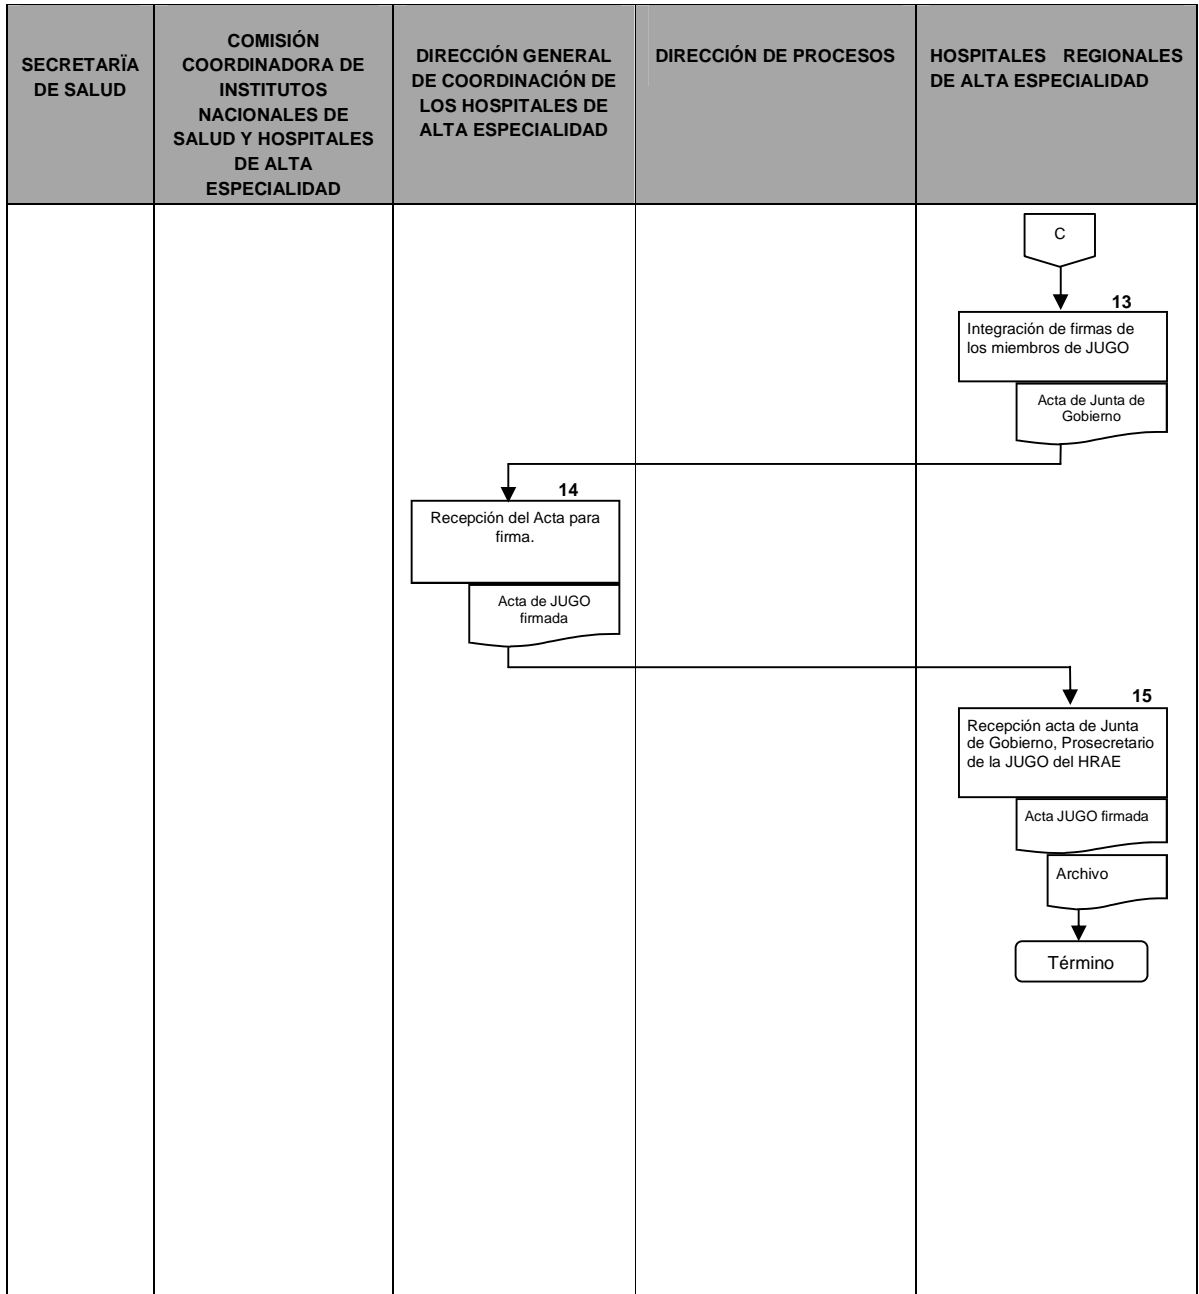 SECRETARÏA
DE SALUD
COMISIÓN
COORDINADORA DE
INSTITUTOS
NACIONALES DE
SALUD Y HOSPITALES
DE ALTA
ESPECIALIDAD
DIRECCIÓN GENERAL
DE COORDINACIÓN DE
LOS HOSPITALES DE
ALTA ESPECIALIDAD
DIRECCIÓN DE PROCESOS
HOSPITALES REGIONALES
DE ALTA ESPECIALIDAD
C
13
Integración de firmas de
los miembros de JUGO
Acta de Junta de
Gobierno
14
Recepción del Acta para
firma.
Acta de JUGO
firmada
15
Recepción acta de Junta
de Gobierno, Prosecretario
de la JUGO del HRAE
Acta JUGO firmada
Archivo
Término